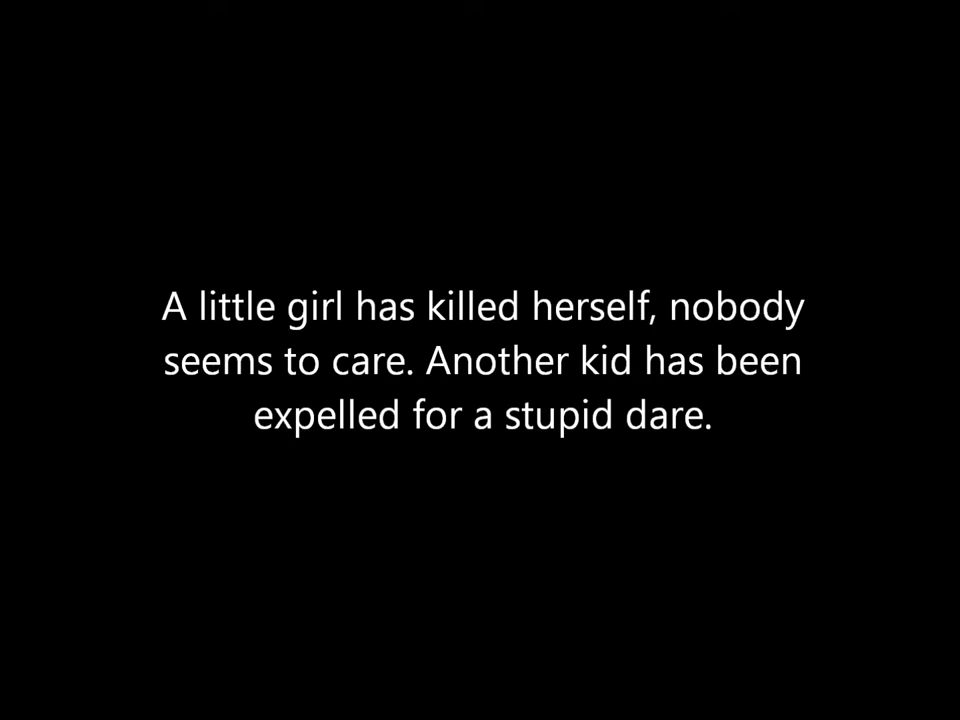 A little girl has killed herself, nobody
seems to care. Another kid has been
expelled for a stupid dare.